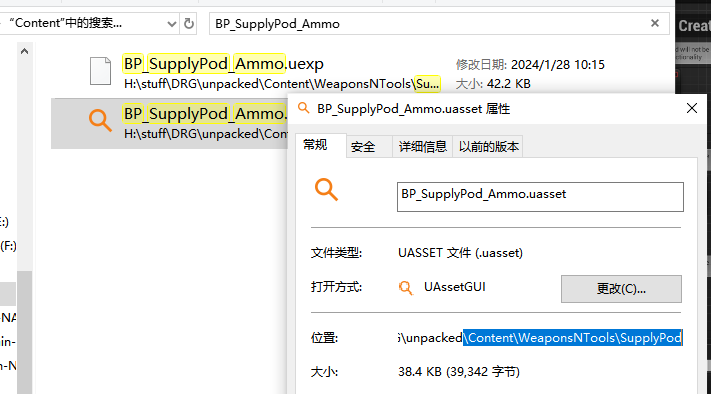 “Content”中的搜索...
BP_SupplyPod_Ammo
Create
BP_SupplyPod_Ammo.uexp
修改日期: 2024/1/28 10:15
H:\stuff\DRG\unpacked\Content\WeaponsNTools\Su...
大小: 42.2 KB
BP_SupplyPod_Ammo.
H:\stuff\DRG\unpacked\Cont
BP_SupplyPod_Ammo.uasset 属性
常规
安全
详细信息
以前的版本
BP_SupplyPod_Ammo.uasset
文件类型:
UASSET 文件 (.uasset)
打开方式:
UAssetGUI
更改(C)...
位置:
\unpacked\Content\WeaponsNTools\SupplyPod
大小:
38.4 KB (39,342 字节)
E:)
(F:)
-NA
in-
-N